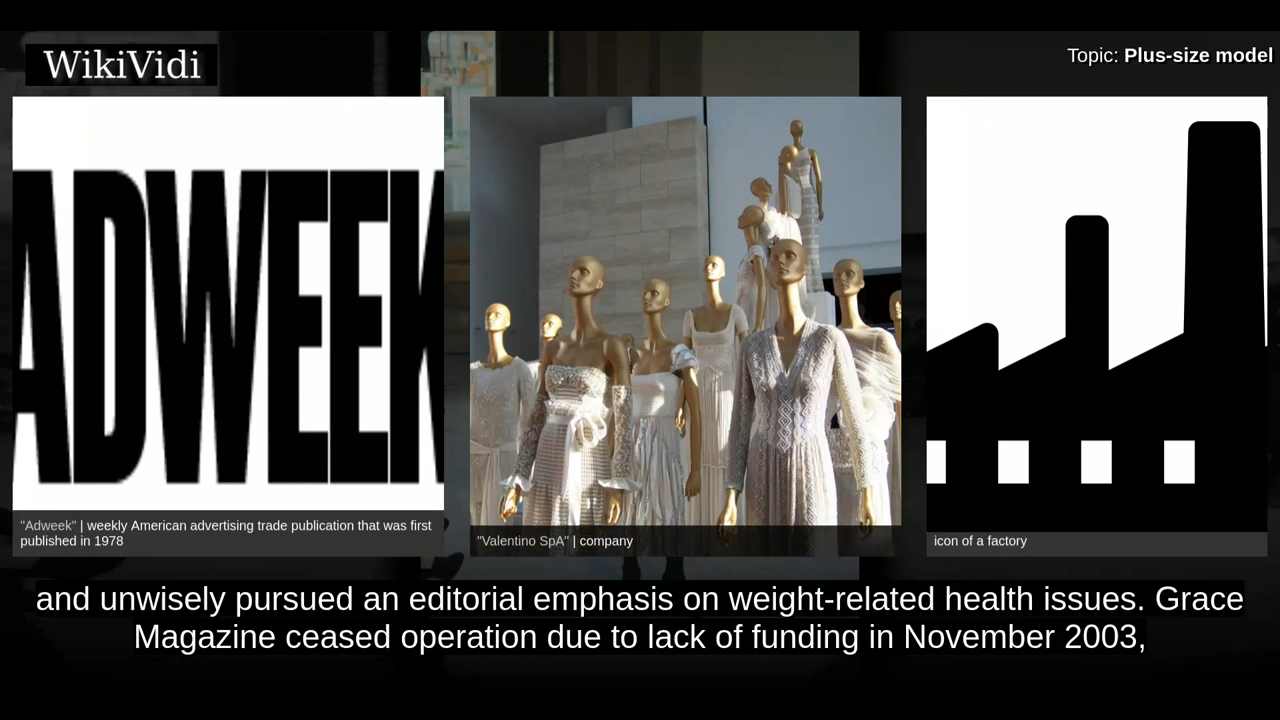 WikiVidi
Topic: Plus-size model
ADWEEK
"Adweek" | weekly American advertising trade publication that was first
published in 1978
"Valentino SpA" | company
icon of a factory
and unwisely pursued an editorial emphasis on weight-related health issues. Grace
Magazine ceased operation due to lack of funding in November 2003,